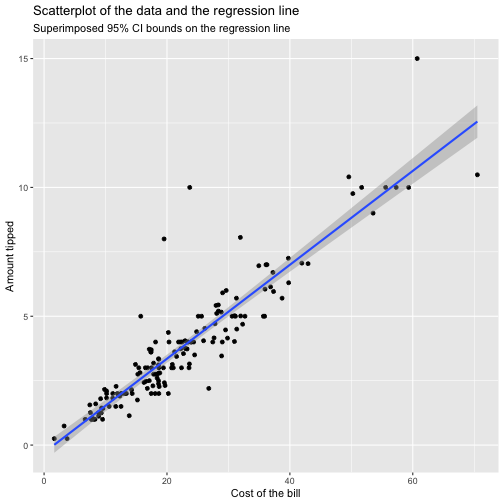 Scatterplot of the data and the regression line
Superimposed 95% CI bounds on the regression line
15
10
5
0
Amount tipped
0 20 40 60
Cost of the bill